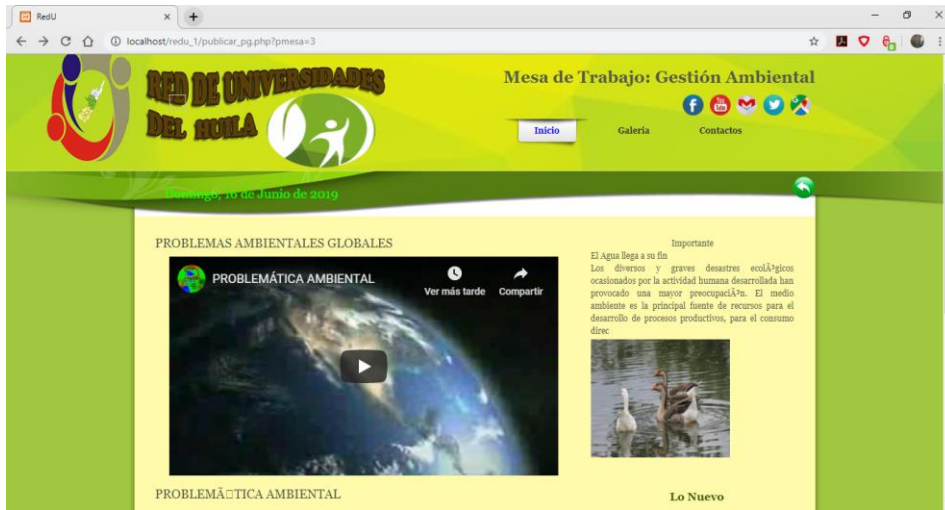 RedU
localhost/redu_1/publicar_pg.php?pmesa=3
RED DE UNIVERSIDADES
DEL HUILA
Mesa de Trabajo: Gestión Ambiental
Inicio Galeria Contactos
Domingo, 16 de Junio de 2019
PROBLEMAS AMBIENTALES GLOBALES
PROBLEMÁTICA AMBIENTAL
Ver más tarde Compartir
PROBLEMÃ□TICA AMBIENTAL
Importante
El Agua llega a su fin
Los diversos y graves desastres ecolÃ³gicos
ocasionados por la actividad humana desarrollada han
provocado una mayor preocupaciÃ³n. El medio
ambiente es la principal fuente de recursos para el
desarrollo de procesos productivos, para el consumo
direc
Lo Nuevo